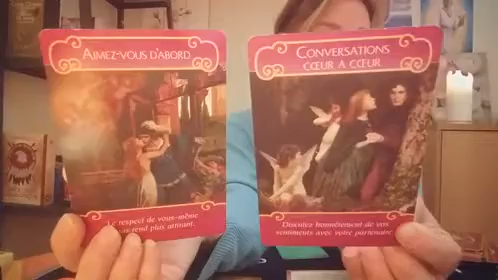 AIMEZ-VOUS D'ABORD
Le respect de vous-même
rend plus attirant.
CONVERSATIONS
CŒUR A CŒUR
Discutez honnêtement de vos
sentiments avec votre partenaire